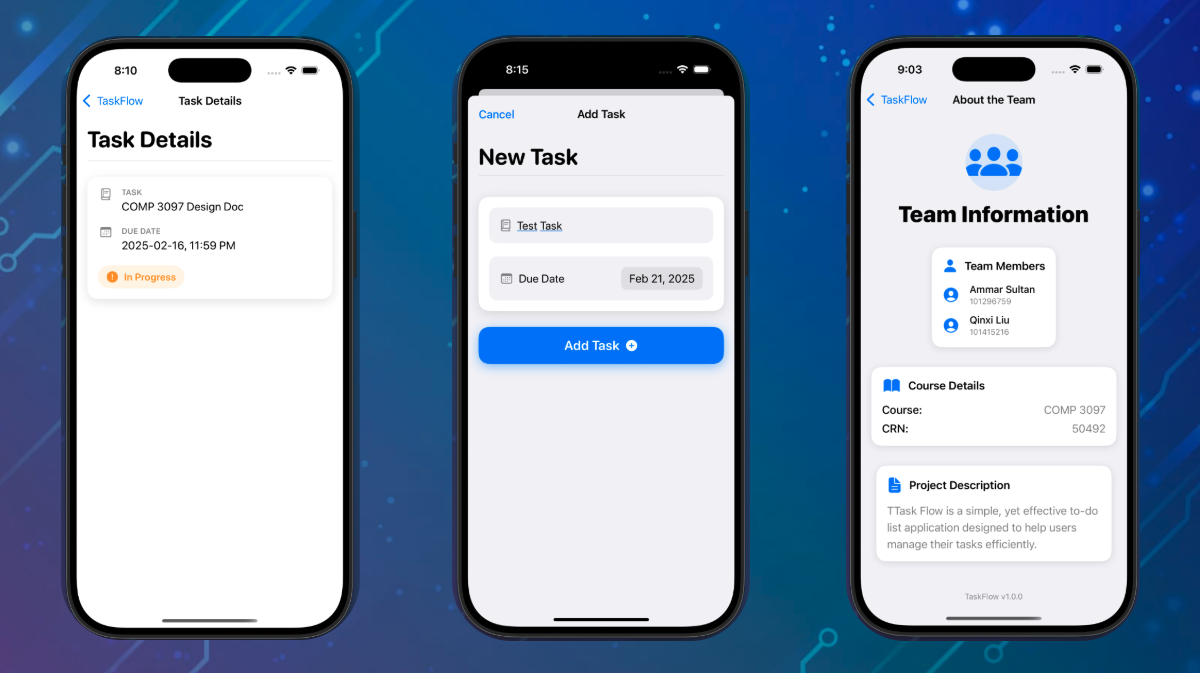 8:10
TaskFlow
Task Details
Task Details
TASK
COMP 3097 Design Doc
DUE DATE
2025-02-16, 11:59 PM
In Progress
8:15
Cancel
Add Task
New Task
Test Task
Due Date
Feb 21, 2025
Add Task
9:03
TaskFlow
About the Team
Team Information
Team Members
Ammar Sultan
101296759
Qinxi Liu
101415216
Course Details
Course:
COMP 3097
CRN:
50492
Project Description
TTask Flow is a simple, yet effective to-do
list application designed to help users
manage their tasks efficiently.
TaskFlow v1.0.0